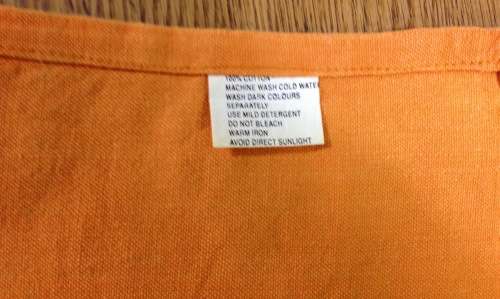 100% COTTON
MACHINE WASH COLD WATER
WASH DARK COLOURS
SEPARATELY
USE MILD DETERGENT
DO NOT BLEACH
WARM IRON
AVOID DIRECT SUNLIGHT